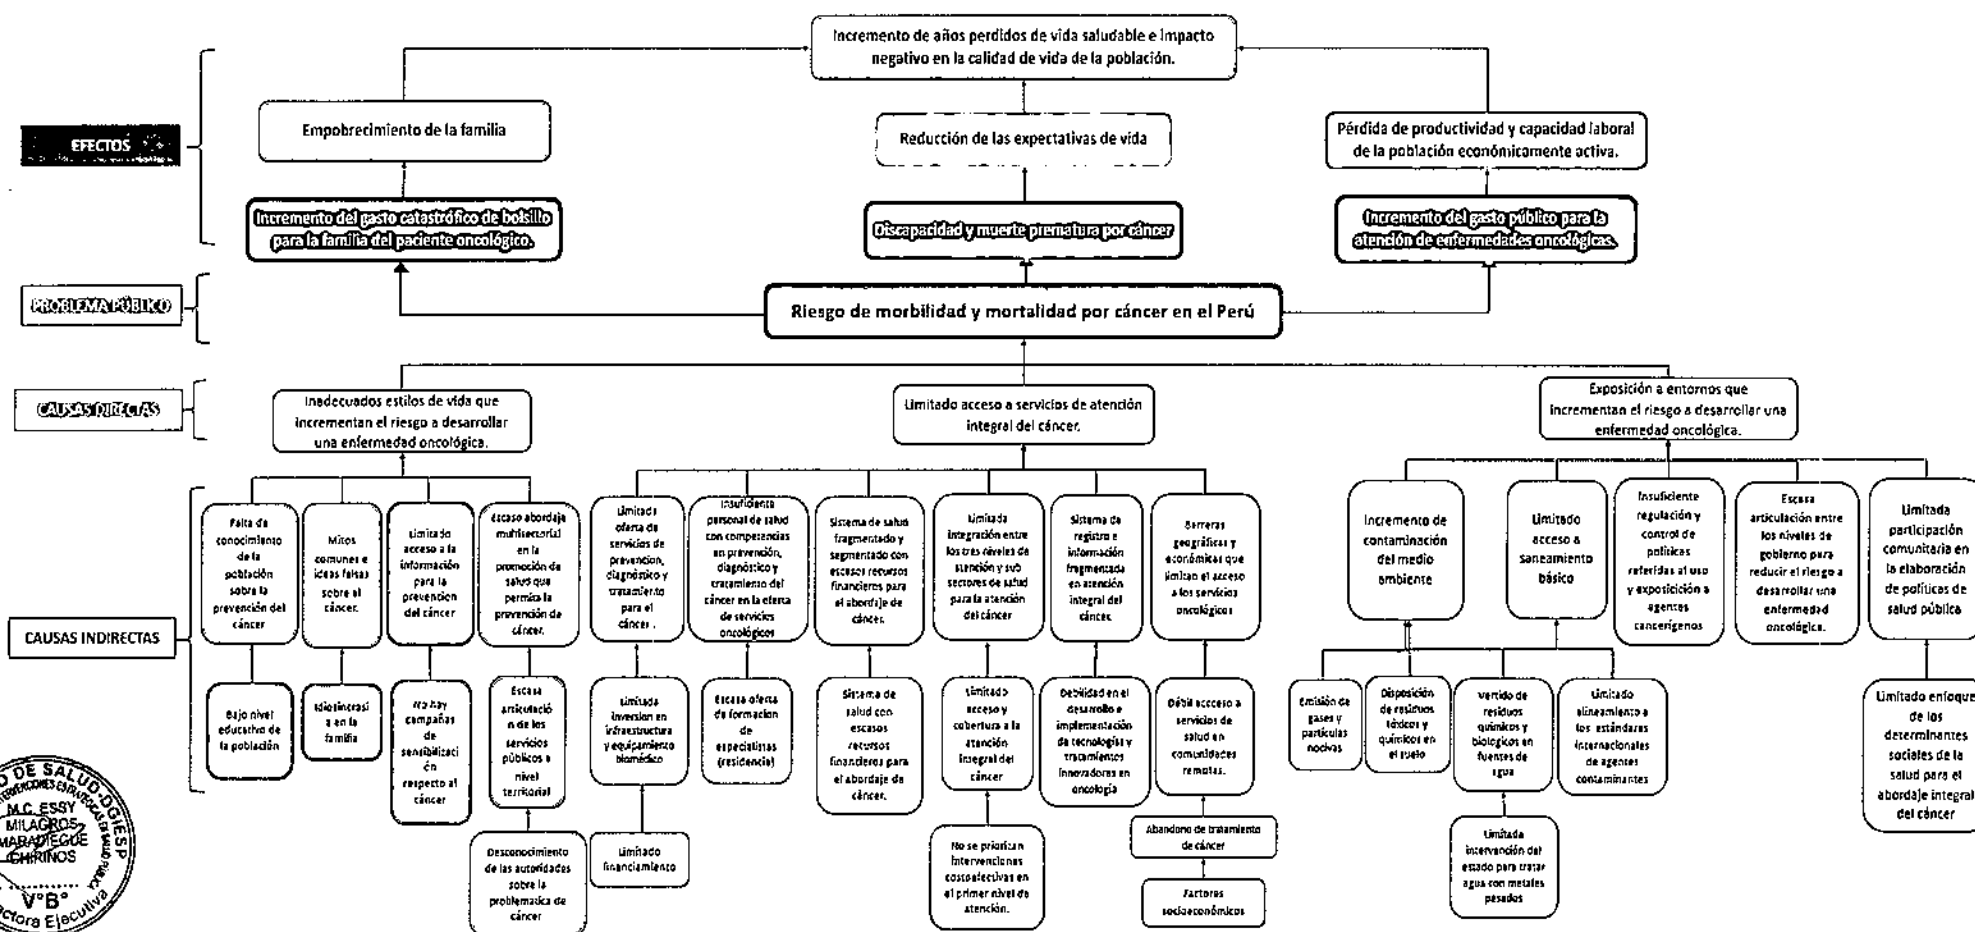 Incremento de años perdidos de vida saludable e impacto
negativo en la calidad de vida de la población.
EFECTOS
Empobrecimiento de la familia
Reducción de las expectativas de vida
Pérdida de productividad y capacidad laboral
de la población económicamente activa.
Incremento del gasto catastrófico de bolsillo
para la familia del paciente oncológico.
Discapacidad y muerte prematura por cáncer
Incremento del gasto público para la
atención de enfermedades oncológicas.
PROBLEMA PÚBLICO
Riesgo de morbilidad y mortalidad por cáncer en el Perú
CAUSAS DIRECTAS
Inadecuados estilos de vida que
incrementan el riesgo a desarrollar
una enfermedad oncológica.
Limitado acceso a servicios de atención
integral del cáncer.
Exposición a entornos que
incrementan el riesgo a desarrollar una
enfermedad oncológica.
CAUSAS INDIRECTAS
Falta de
conocimiento
de la
población
sobre la
prevención del
cáncer
Mitos
comunes e
ideas falsas
sobre el
cáncer.
Limitado
acceso a la
información
para la
prevencion
del cáncer
Escaso abordaje
multisectorial
en la
promoción de
salud que
permita la
prevención de
cáncer.
Limitada
oferta de
servicios de
prevencion,
diagnóstico y
tratamiento
para el
cáncer .
Insuficiente
personal de salud
con competencias
en prevención,
diagnóstico y
tratamiento del
cáncer en la oferta
de servicios
oncológicos
Sistema de salud
fragmentado y
segmentado con
escasos recursos
financieros para
el abordaje de
cáncer.
Limitada
integración entre
los tres niveles de
atención y sub
sectores de salud
para la atención
del cáncer
Sistema de
registro e
información
fragmentada
en atención
integral del
cáncer.
Barreras
geográficas y
económicas que
limitan el acceso
a los servicios
oncológicos
Incremento de
contaminación
del medio
ambiente
Limitado
acceso a
saneamiento
básico
Insuficiente
regulación y
control de
políticas
referidas al uso
y exposición a
agentes
cancerígenos
Escasa
articulación entre
los niveles de
gobierno para
reducir el riesgo a
desarrollar una
enfermedad
oncológica.
Limitada
participación
comunitaria en
la elaboración
de políticas de
salud pública
Bajo nivel
educativo de
la población
Idiosincrasi
a en la
familia
No hay
campañas
de
sensibilizaci
ón
respecto al
cáncer
Escasa
articulació
n de los
servicios
públicos a
nivel
territorial
Limitada
inversion en
infraestructura
y equipamiento
biomédico
Escasa oferta
de formacion
de
especialistas
(residencia)
Sistema de
salud con
escasos
recursos
financieros para
el abordaje de
cáncer.
Limitado
acceso y
cobertura a la
atención
integral del
cáncer
Debilidad en el
desarrollo e
implementación
de tecnologías y
tratamientos
innovadoras en
oncología
Débil accceso a
servicios de
salud en
comunidades
remotas.
Emisión de
gases y
partículas
nocivas
Disposición
de residuos
tóxicos y
químicos en
el suelo
Vertido de
residuos
químicos y
biologicos en
fuentes de
agua
Limitado
alineamiento a
los estándares
internacionales
de agentes
contaminantes
Limitado enfoque
de los
determinantes
sociales de la
salud para el
abordaje integral
del cáncer
Desconocimiento
de las autoridades
sobre la
problematica de
cáncer
Limitado
financiamiento
No se priorizan
intervenciones
costoefectivas en
el primer nivel de
atención.
Abandono de tratamiento
de cáncer
Factores
socioeconómicos
Limitada
intervención del
estado para tratar
agua con metales
pesados
O DE SALUD-DGIESP
M.C. ESSY
MILAGROS
MARADIEGUE
CHIRINOS
V°B°
ctora Ejecutiva